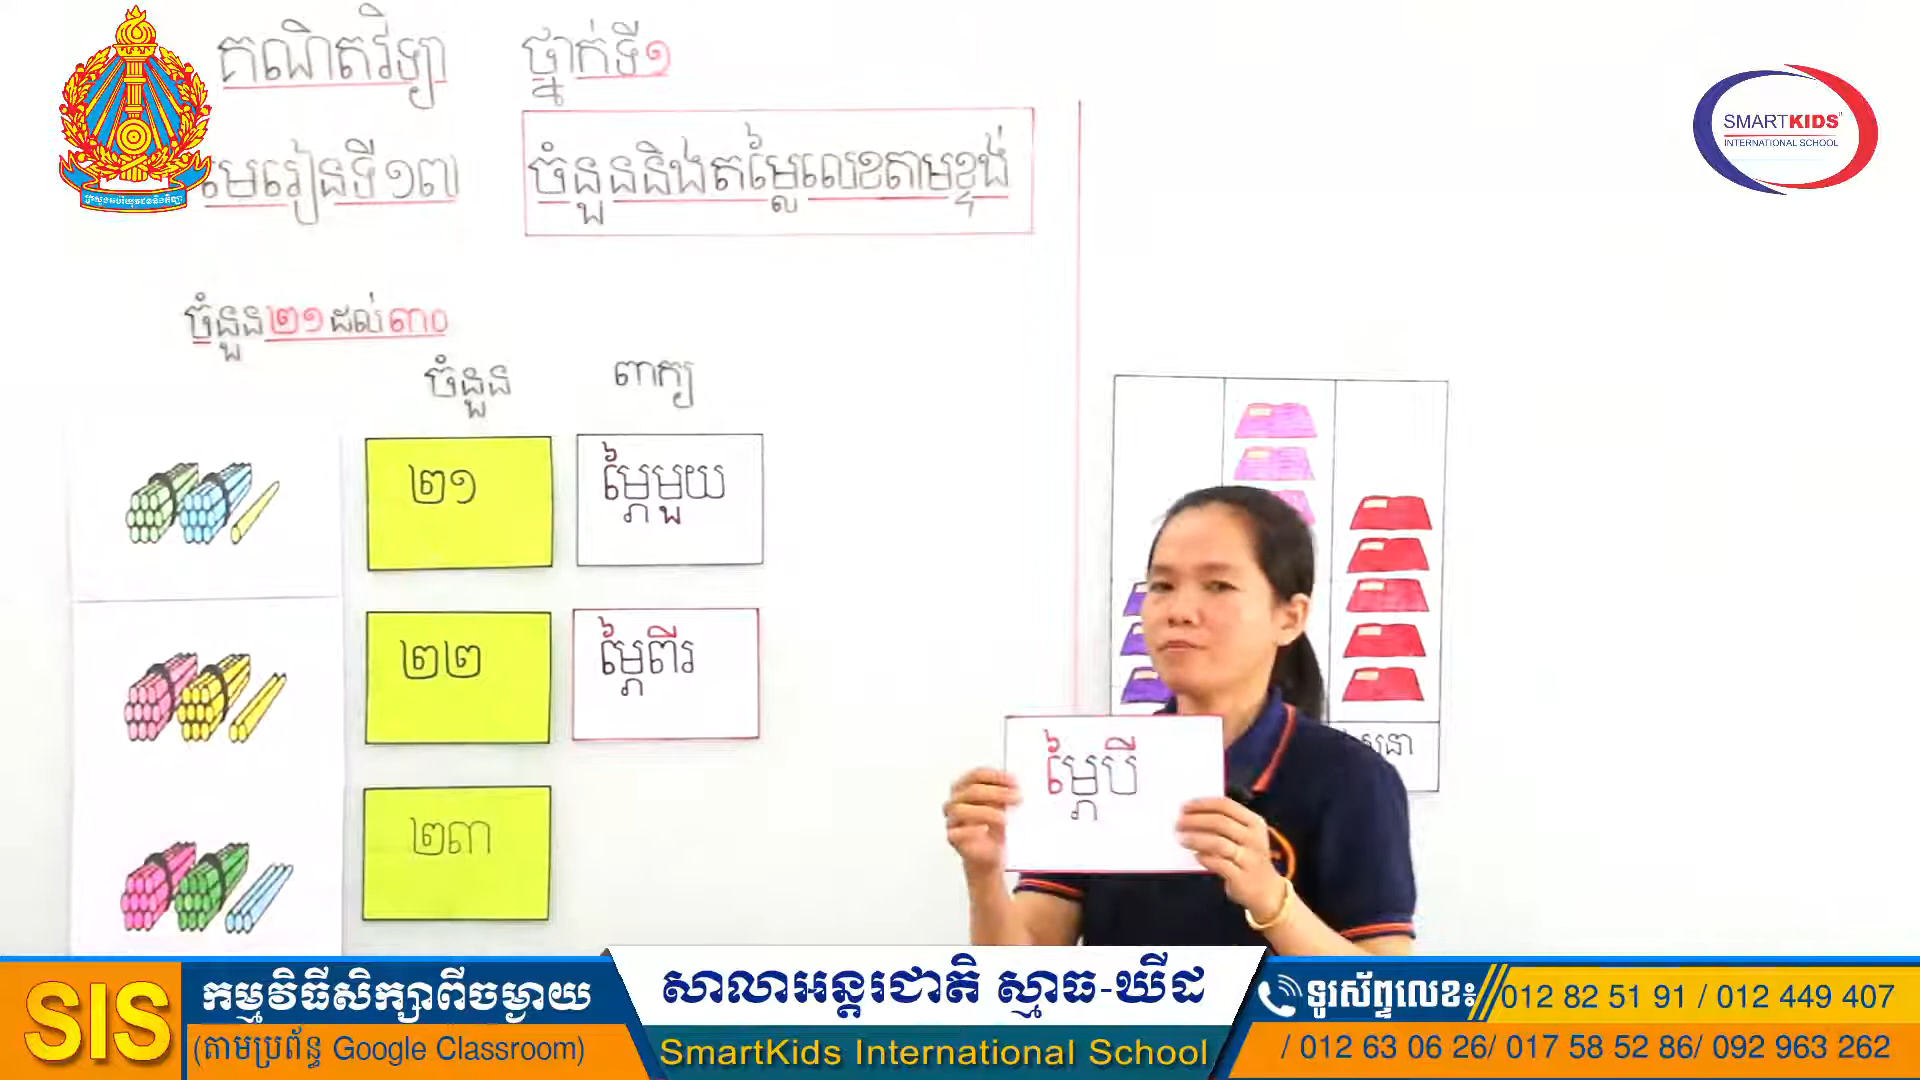 គណិតវិទ្យា ថ្នាក់ទី១
មេរៀនទី១៧ ចំនួននិងតម្លៃលេខតាមខ្ទង់
SMARTKIDS
INTERNATIONAL SCHOOL
ចំនួន២១ដល់៣០
ចំនួន ពាក្យ
២១ ម្ភៃមួយ
២២ ម្ភៃពីរ
២៣
ម្ភៃបី
SIS
កម្មវិធីសិក្សាពីចម្ងាយ
(តាមប្រព័ន្ធ Google Classroom)
សាលាអន្តរជាតិ ស្មាធ-ឃីដ
SmartKids International School
ទូរស័ព្ទលេខ៖ 012 82 51 91 / 012 449 407
/ 012 63 06 26/ 017 58 52 86/ 092 963 262